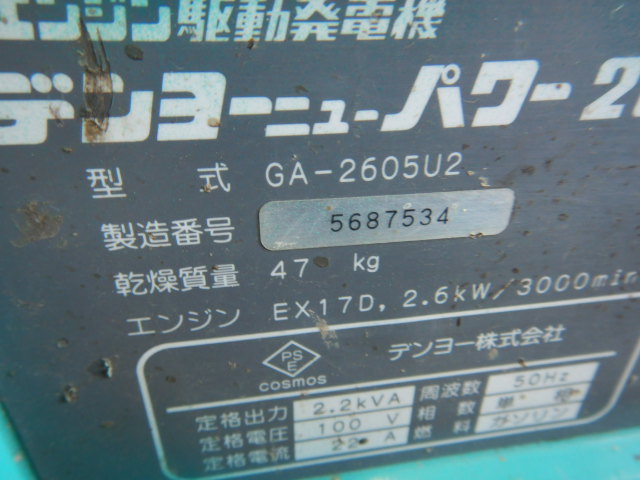 エンジン駆動発電機
デンヨーニューパワー2
型式 GA-2605U2
製造番号 5687534
乾燥質量 47 kg
エンジン EX17D, 2.6kW/3000min
PSE
cosmos
デンヨー株式会社
定格出力 2.2kVA 周波数 50Hz
定格電圧 100 V 相数 単相
定格電流 22 A 燃料 ガソリン